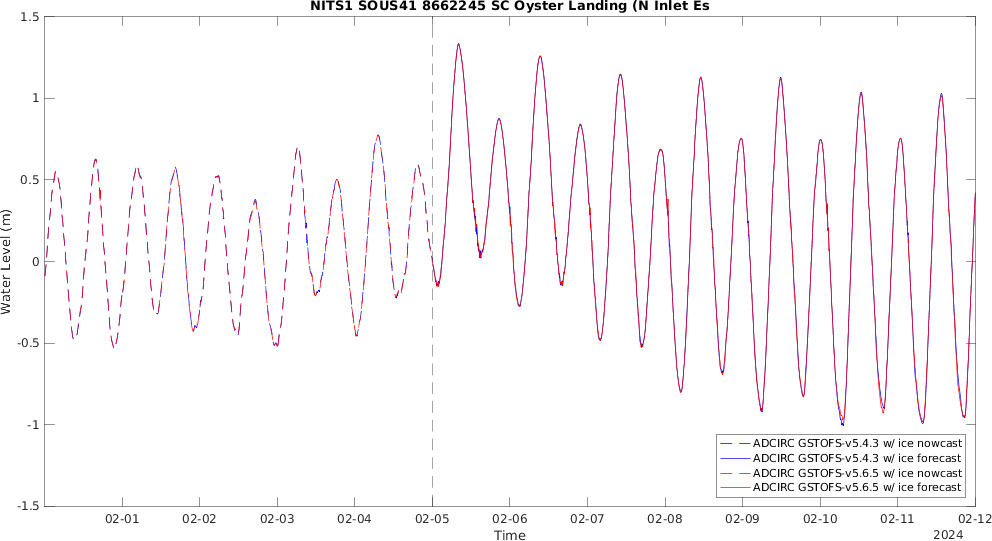 NITS1 SOUS41 8662245 SC Oyster Landing (N Inlet Es
1.5
1
0.5
0
-0.5
-1
-1.5
Water Level (m)
02-01 02-02 02-03 02-04 02-05 02-06 02-07 02-08 02-09 02-10 02-11 02-12
Time
2024
ADCIRC GSTOFS-v5.4.3 w/ ice nowcast
ADCIRC GSTOFS-v5.4.3 w/ ice forecast
ADCIRC GSTOFS-v5.6.5 w/ ice nowcast
ADCIRC GSTOFS-v5.6.5 w/ ice forecast